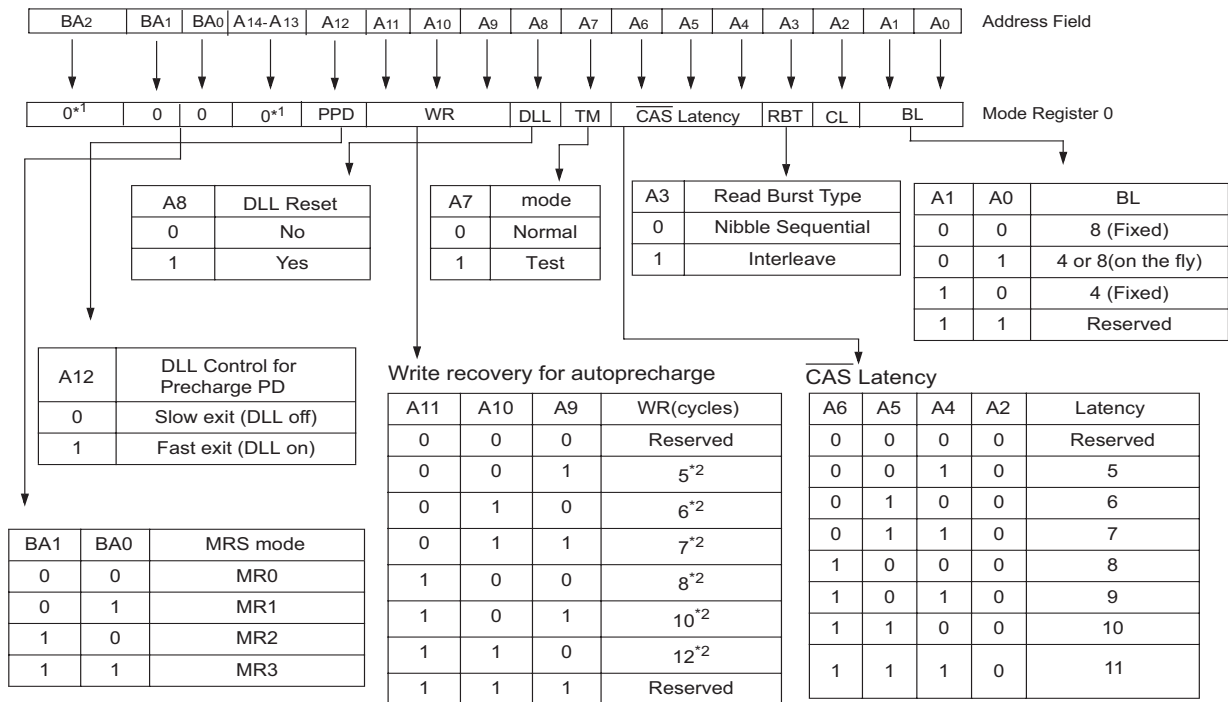 BA2 BA1 BA0 A14-A13 A12 A11 A10 A9 A8 A7 A6 A5 A4 A3 A2 A1 A0 Address Field
0*1 0 0 0*1 PPD WR DLL TM CAS Latency RBT CL BL Mode Register 0
A8 DLL Reset
0 No
1 Yes
A7 mode
0 Normal
1 Test
A3 Read Burst Type
0 Nibble Sequential
1 Interleave
A1 A0 BL
0 0 8 (Fixed)
0 1 4 or 8(on the fly)
1 0 4 (Fixed)
1 1 Reserved
A12 DLL Control for
Precharge PD
0 Slow exit (DLL off)
1 Fast exit (DLL on)
Write recovery for autoprecharge
A11 A10 A9 WR(cycles)
0 0 0 Reserved
0 0 1 5*2
0 1 0 6*2
0 1 1 7*2
1 0 0 8*2
1 0 1 10*2
1 1 0 12*2
1 1 1 Reserved
CAS Latency
A6 A5 A4 A2 Latency
0 0 0 0 Reserved
0 0 1 0 5
0 1 0 0 6
0 1 1 0 7
1 0 0 0 8
1 0 1 0 9
1 1 0 0 10
1 1 1 0 11
BA1 BA0 MRS mode
0 0 MR0
0 1 MR1
1 0 MR2
1 1 MR3